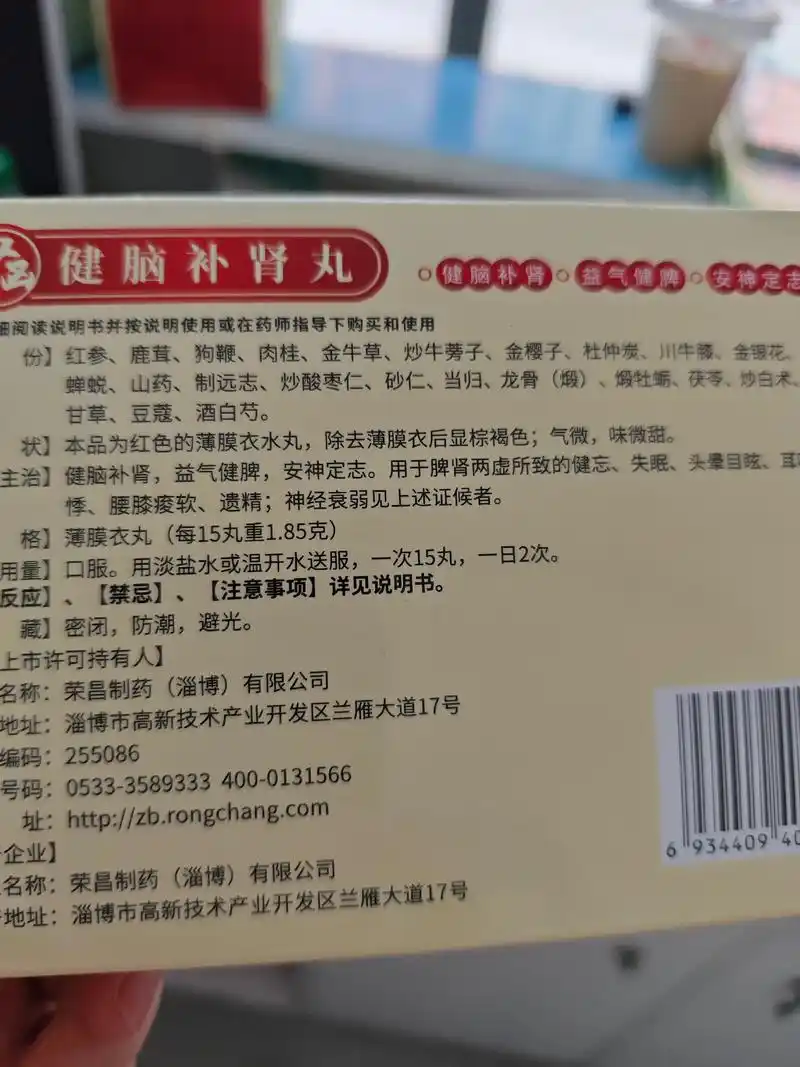 健脑补肾丸
健脑补肾 益气健脾 安神定志
细阅读说明书并按说明使用或在药师指导下购买和使用
份】红参、鹿茸、狗鞭、肉桂、金牛草、炒牛蒡子、金樱子、杜仲炭、川牛膝、金银花、
蝉蜕、山药、制远志、炒酸枣仁、砂仁、当归、龙骨（煅）、煅牡蛎、茯苓、炒白术、
甘草、豆蔻、酒白芍。
状】本品为红色的薄膜衣水丸，除去薄膜衣后显棕褐色；气微，味微甜。
主治】健脑补肾，益气健脾，安神定志。用于脾肾两虚所致的健忘、失眠、头晕目眩、耳
悸、腰膝痠软、遗精；神经衰弱见上述证候者。
格】薄膜衣丸（每15丸重1.85克）
用量】口服。用淡盐水或温开水送服，一次15丸，一日2次。
反应】、【禁忌】、【注意事项】详见说明书。
藏】密闭，防潮，避光。
上市许可持有人】
名称：荣昌制药（淄博）有限公司
地址：淄博市高新技术产业开发区兰雁大道17号
编码：255086
号码：0533-3589333 400-0131566
址：http://zb.rongchang.com
企业】
名称：荣昌制药（淄博）有限公司
地址：淄博市高新技术产业开发区兰雁大道17号
6 934409 40